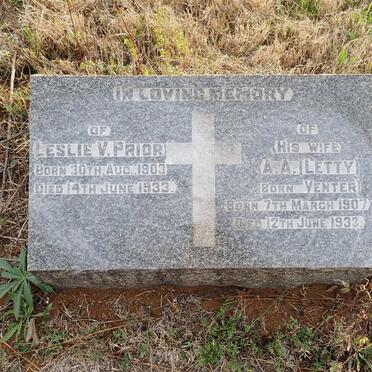 IN LOVING MEMORY
OF
LESLIE V. PRIOR
BORN 30TH AUG. 1903
DIED 4TH JUNE 1933.
OF
(HIS WIFE)
A.A. (LETTY)
BORN VENTER
BORN 7TH MARCH 1907
DIED 12TH JUNE 1933.